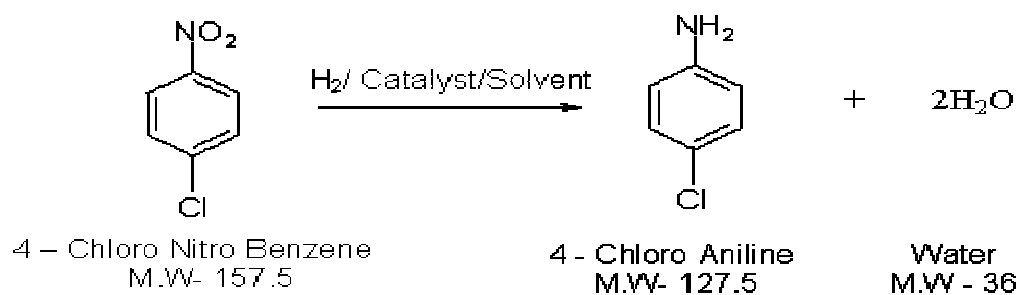 NO₂
Cl
4 – Chloro Nitro Benzene
M.W- 157.5
H₂/ Catalyst/Solvent
NH₂
Cl
4 - Chloro Aniline
M.W- 127.5
+
2H₂O
Water
M.W - 36